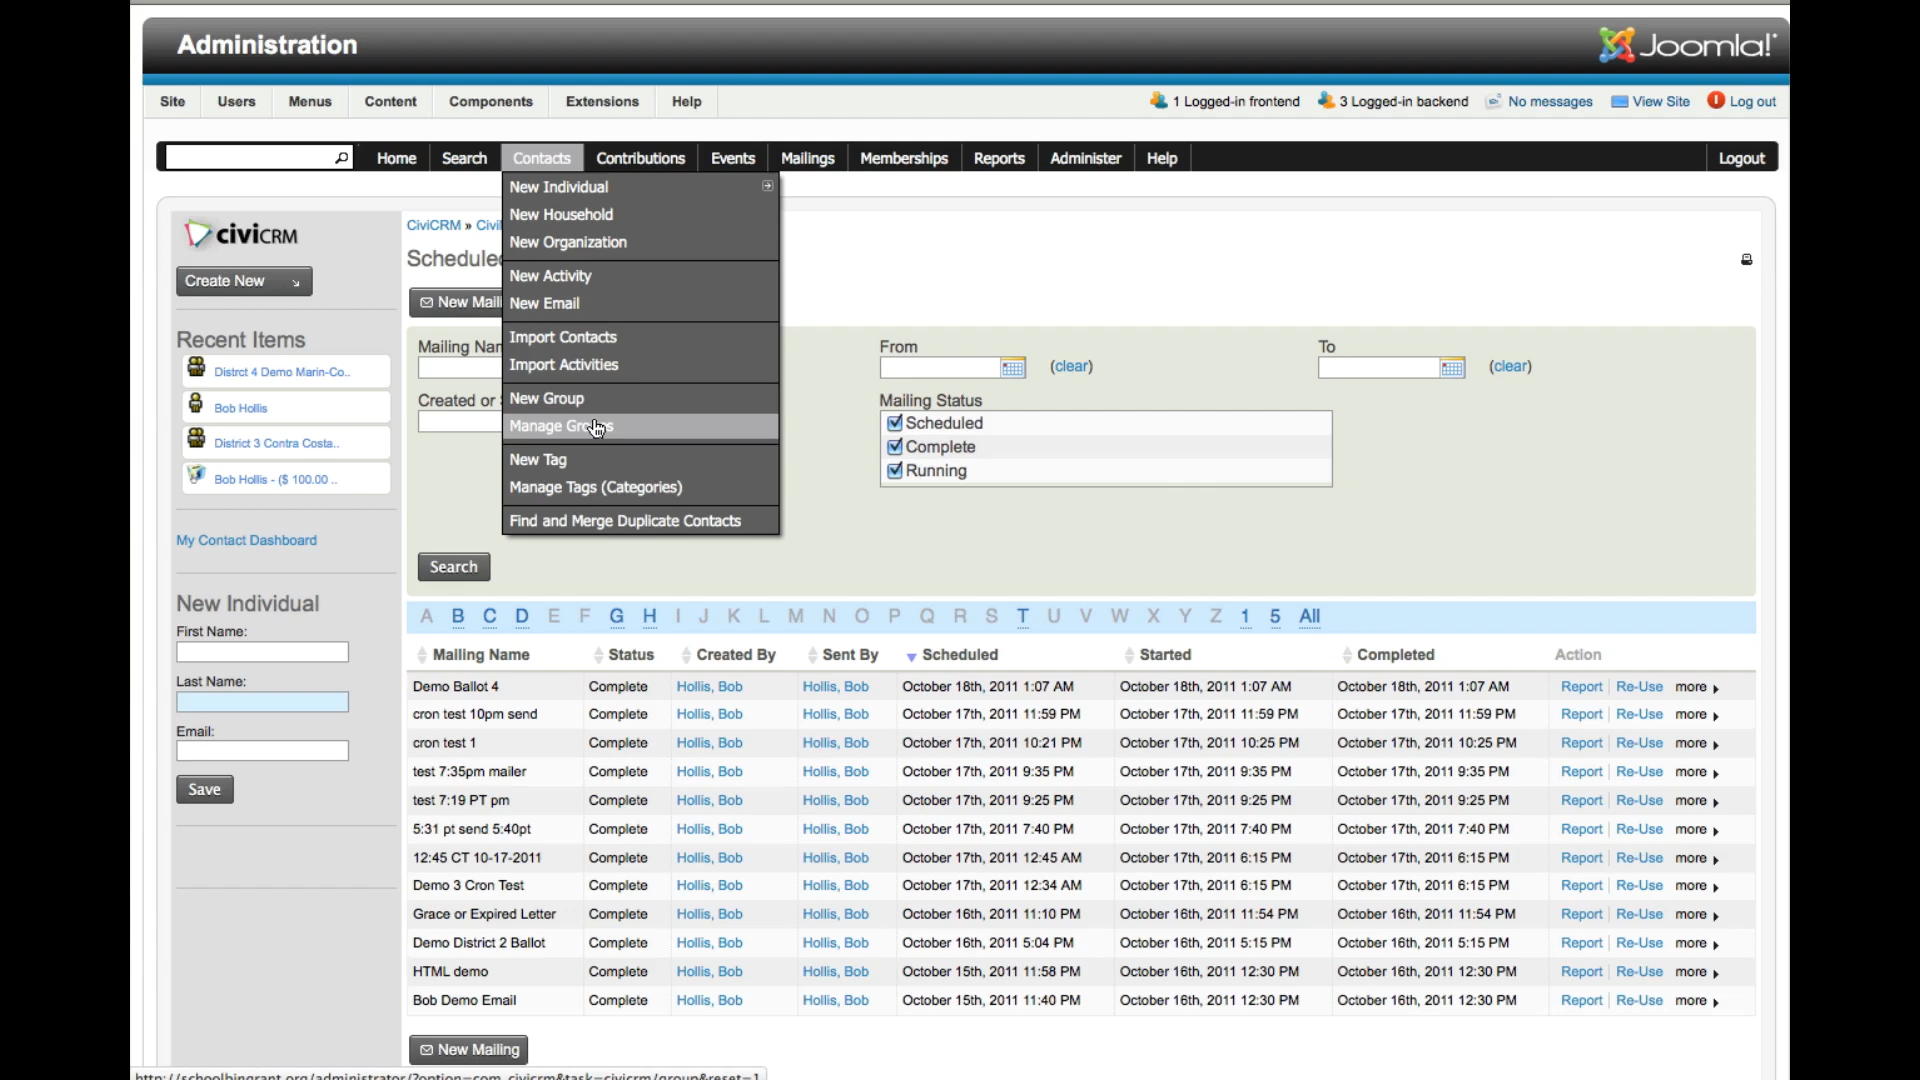 Administration
Joomla!
Site Users Menus Content Components Extensions Help
1 Logged-in frontend 3 Logged-in backend No messages View Site Log out
Home Search Contacts Contributions Events Mailings Memberships Reports Administer Help Logout
New Individual
New Household
New Organization
New Activity
New Email
Import Contacts
Import Activities
New Group
Manage Groups
New Tag
Manage Tags (Categories)
Find and Merge Duplicate Contacts
civiCRM
Create New
Recent Items
Distrct 4 Demo Marin-Co..
Bob Hollis
District 3 Contra Costa..
Bob Hollis - ($ 100.00 ..
My Contact Dashboard
New Individual
First Name:
Last Name:
Email:
Save
CiviCRM »
Scheduled
New
Mailing
Created or
From (clear)
To (clear)
Mailing Status
Scheduled
Complete
Running
Search
A B C D E F G H I J K L M N O P Q R S T U V W X Y Z 1 5 All
Mailing Name Status Created By Sent By Scheduled Started Completed Action
Demo Ballot 4 Complete Hollis, Bob Hollis, Bob October 18th, 2011 1:07 AM October 18th, 2011 1:07 AM October 18th, 2011 1:07 AM Report Re-Use more
cron test 10pm send Complete Hollis, Bob Hollis, Bob October 17th, 2011 11:59 PM October 17th, 2011 11:59 PM October 17th, 2011 11:59 PM Report Re-Use more
cron test 1 Complete Hollis, Bob Hollis, Bob October 17th, 2011 10:21 PM October 17th, 2011 10:25 PM October 17th, 2011 10:25 PM Report Re-Use more
test 7:35pm mailer Complete Hollis, Bob Hollis, Bob October 17th, 2011 9:35 PM October 17th, 2011 9:35 PM October 17th, 2011 9:35 PM Report Re-Use more
test 7:19 PT pm Complete Hollis, Bob Hollis, Bob October 17th, 2011 9:25 PM October 17th, 2011 9:25 PM October 17th, 2011 9:25 PM Report Re-Use more
5:31 pt send 5:40pt Complete Hollis, Bob Hollis, Bob October 17th, 2011 7:40 PM October 17th, 2011 7:40 PM October 17th, 2011 7:40 PM Report Re-Use more
12:45 CT 10-17-2011 Complete Hollis, Bob Hollis, Bob October 17th, 2011 12:45 AM October 17th, 2011 6:15 PM October 17th, 2011 6:15 PM Report Re-Use more
Demo 3 Cron Test Complete Hollis, Bob Hollis, Bob October 17th, 2011 12:34 AM October 17th, 2011 6:15 PM October 17th, 2011 6:15 PM Report Re-Use more
Grace or Expired Letter Complete Hollis, Bob Hollis, Bob October 16th, 2011 11:10 PM October 16th, 2011 11:54 PM October 16th, 2011 11:54 PM Report Re-Use more
Demo District 2 Ballot Complete Hollis, Bob Hollis, Bob October 16th, 2011 5:04 PM October 16th, 2011 5:15 PM October 16th, 2011 5:15 PM Report Re-Use more
HTML demo Complete Hollis, Bob Hollis, Bob October 15th, 2011 11:58 PM October 16th, 2011 12:30 PM October 16th, 2011 12:30 PM Report Re-Use more
Bob Demo Email Complete Hollis, Bob Hollis, Bob October 15th, 2011 11:40 PM October 16th, 2011 12:30 PM October 16th, 2011 12:30 PM Report Re-Use more
New Mailing